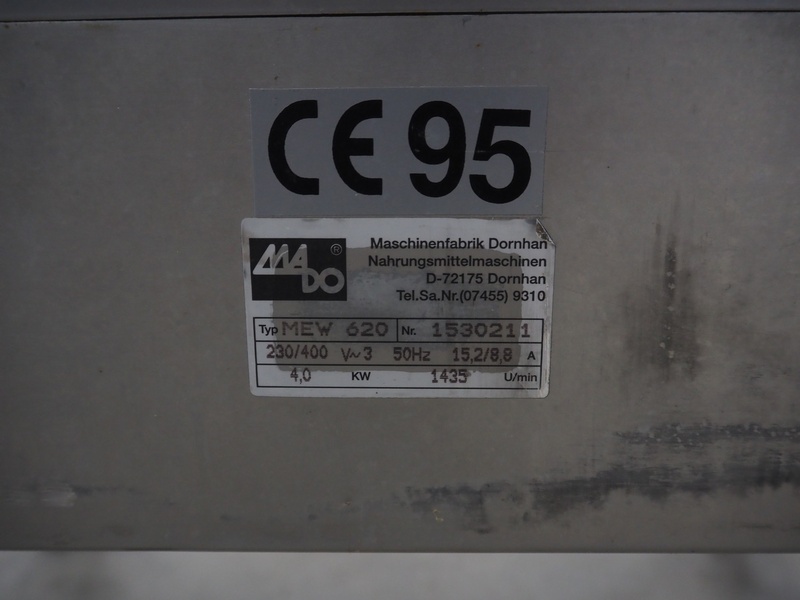 CE 95
MADO ®
Maschinenfabrik Dornhan
Nahrungsmittelmaschinen
D-72175 Dornhan
Tel.Sa.Nr.(07455) 9310
Typ MEW 620 Nr. 1530211
230/400 V~3 50Hz 15,2/8,8 A
4,0 KW 1435 U/min